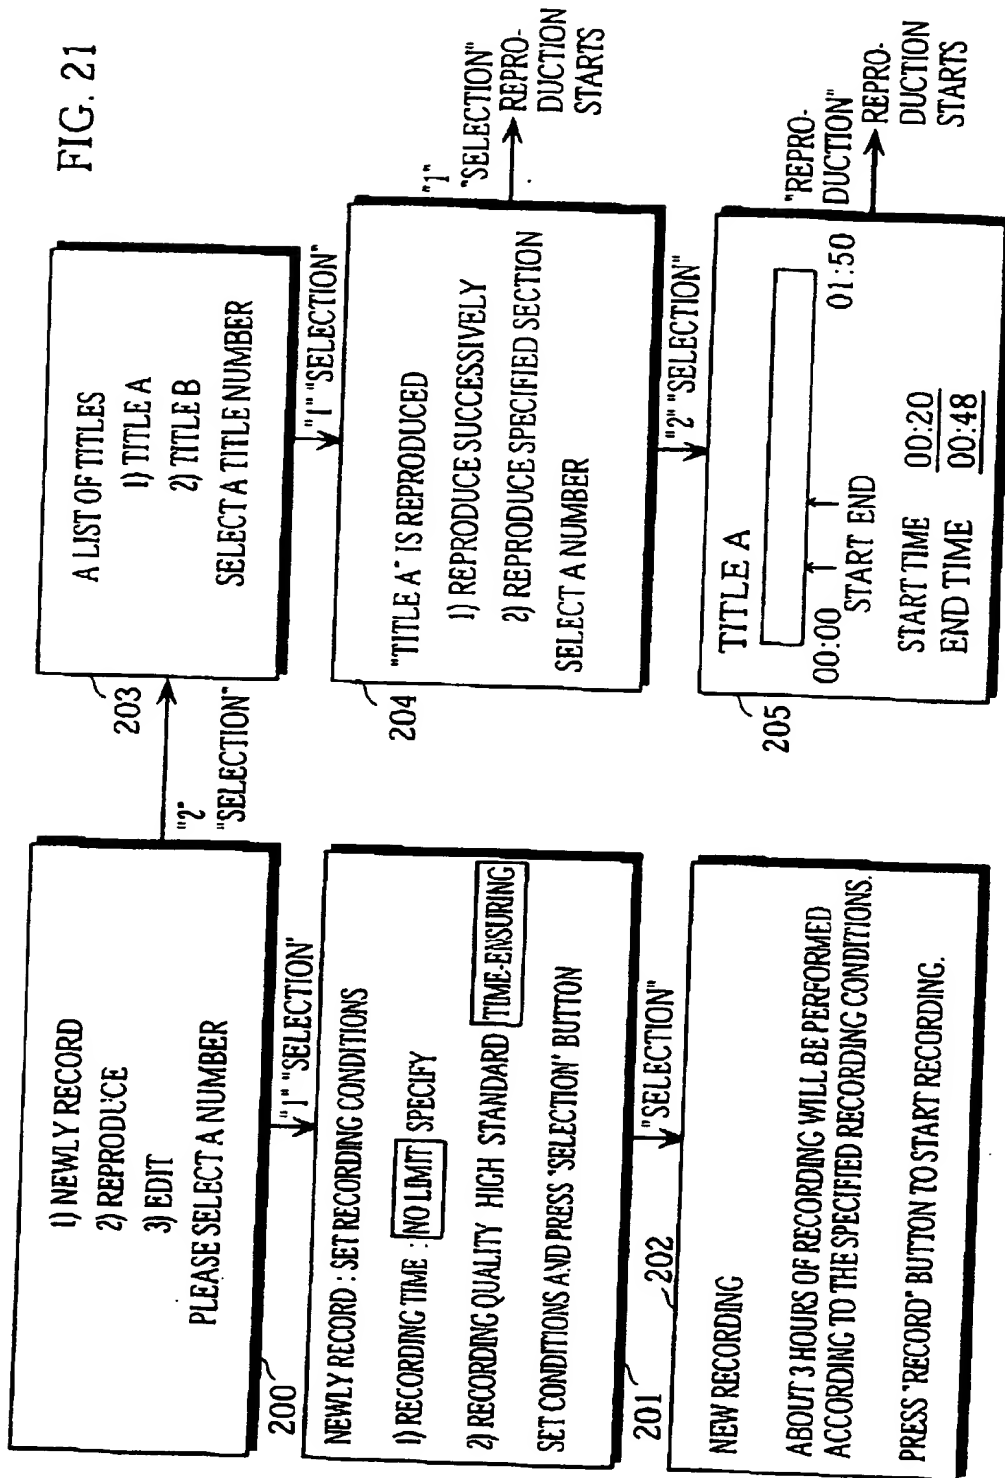 FIG. 21
1) NEWLY RECORD
2) REPRODUCE
3) EDIT
PLEASE SELECT A NUMBER
200
"1" "SELECTION"
"2"
"SELECTION"
NEWLY RECORD : SET RECORDING CONDITIONS
1) RECORDING TIME : NO LIMIT SPECIFY
2) RECORDING QUALITY HIGH STANDARD TIME-ENSURING
SET CONDITIONS AND PRESS "SELECTION" BUTTON
201
"SELECTION"
202
NEW RECORDING
ABOUT 3 HOURS OF RECORDING WILL BE PERFORMED
ACCORDING TO THE SPECIFIED RECORDING CONDITIONS.
PRESS "RECORD" BUTTON TO START RECORDING.
203
A LIST OF TITLES
1) TITLE A
2) TITLE B
SELECT A TITLE NUMBER
"1" "SELECTION"
204
"TITLE A" IS REPRODUCED
1) REPRODUCE SUCCESSIVELY
2) REPRODUCE SPECIFIED SECTION
SELECT A NUMBER
"1"
"SELECTION"
REPRO-
DUCTION
STARTS
"2" "SELECTION"
205
TITLE A
00:00
01:50
START END
START TIME 00:20
END TIME 00:48
"REPRO-
DUCTION"
REPRO-
DUCTION
STARTS